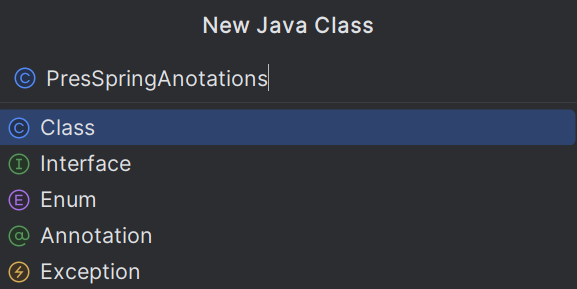 New Java Class
C PresSpringAnotations
C Class
I Interface
E Enum
@ Annotation
Exception